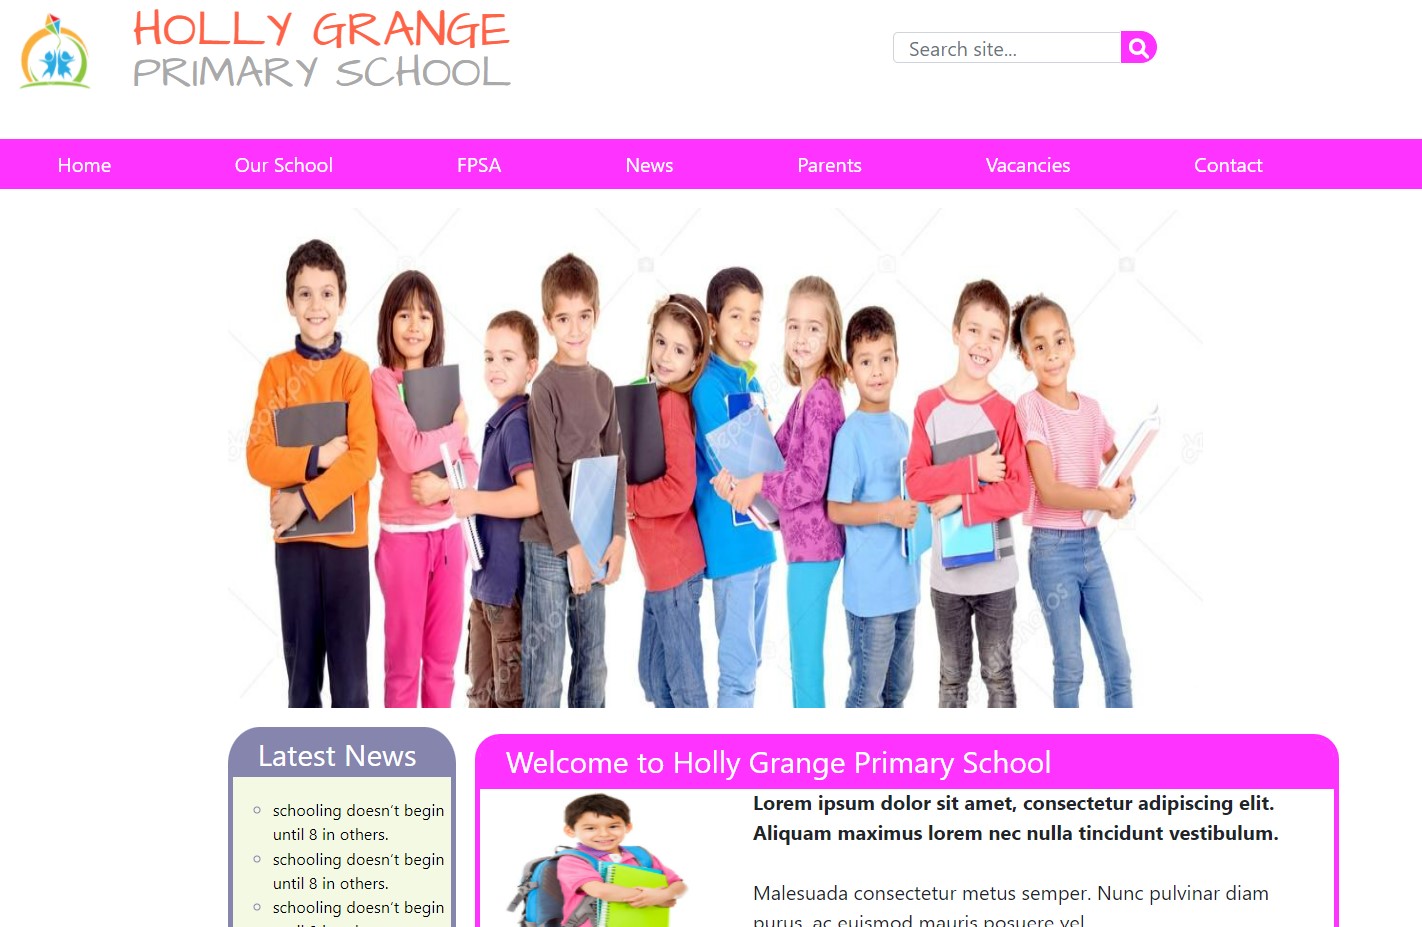 HOLLY GRANGE
PRIMARY SCHOOL
Search site...
Home Our School FPSA News Parents Vacancies Contact
Latest News
schooling doesn't begin
until 8 in others.
schooling doesn't begin
until 8 in others.
schooling doesn't begin
Welcome to Holly Grange Primary School
Lorem ipsum dolor sit amet, consectetur adipiscing elit.
Aliquam maximus lorem nec nulla tincidunt vestibulum.
Malesuada consectetur metus semper. Nunc pulvinar diam
purus, ac euismod mauris posuere vel.